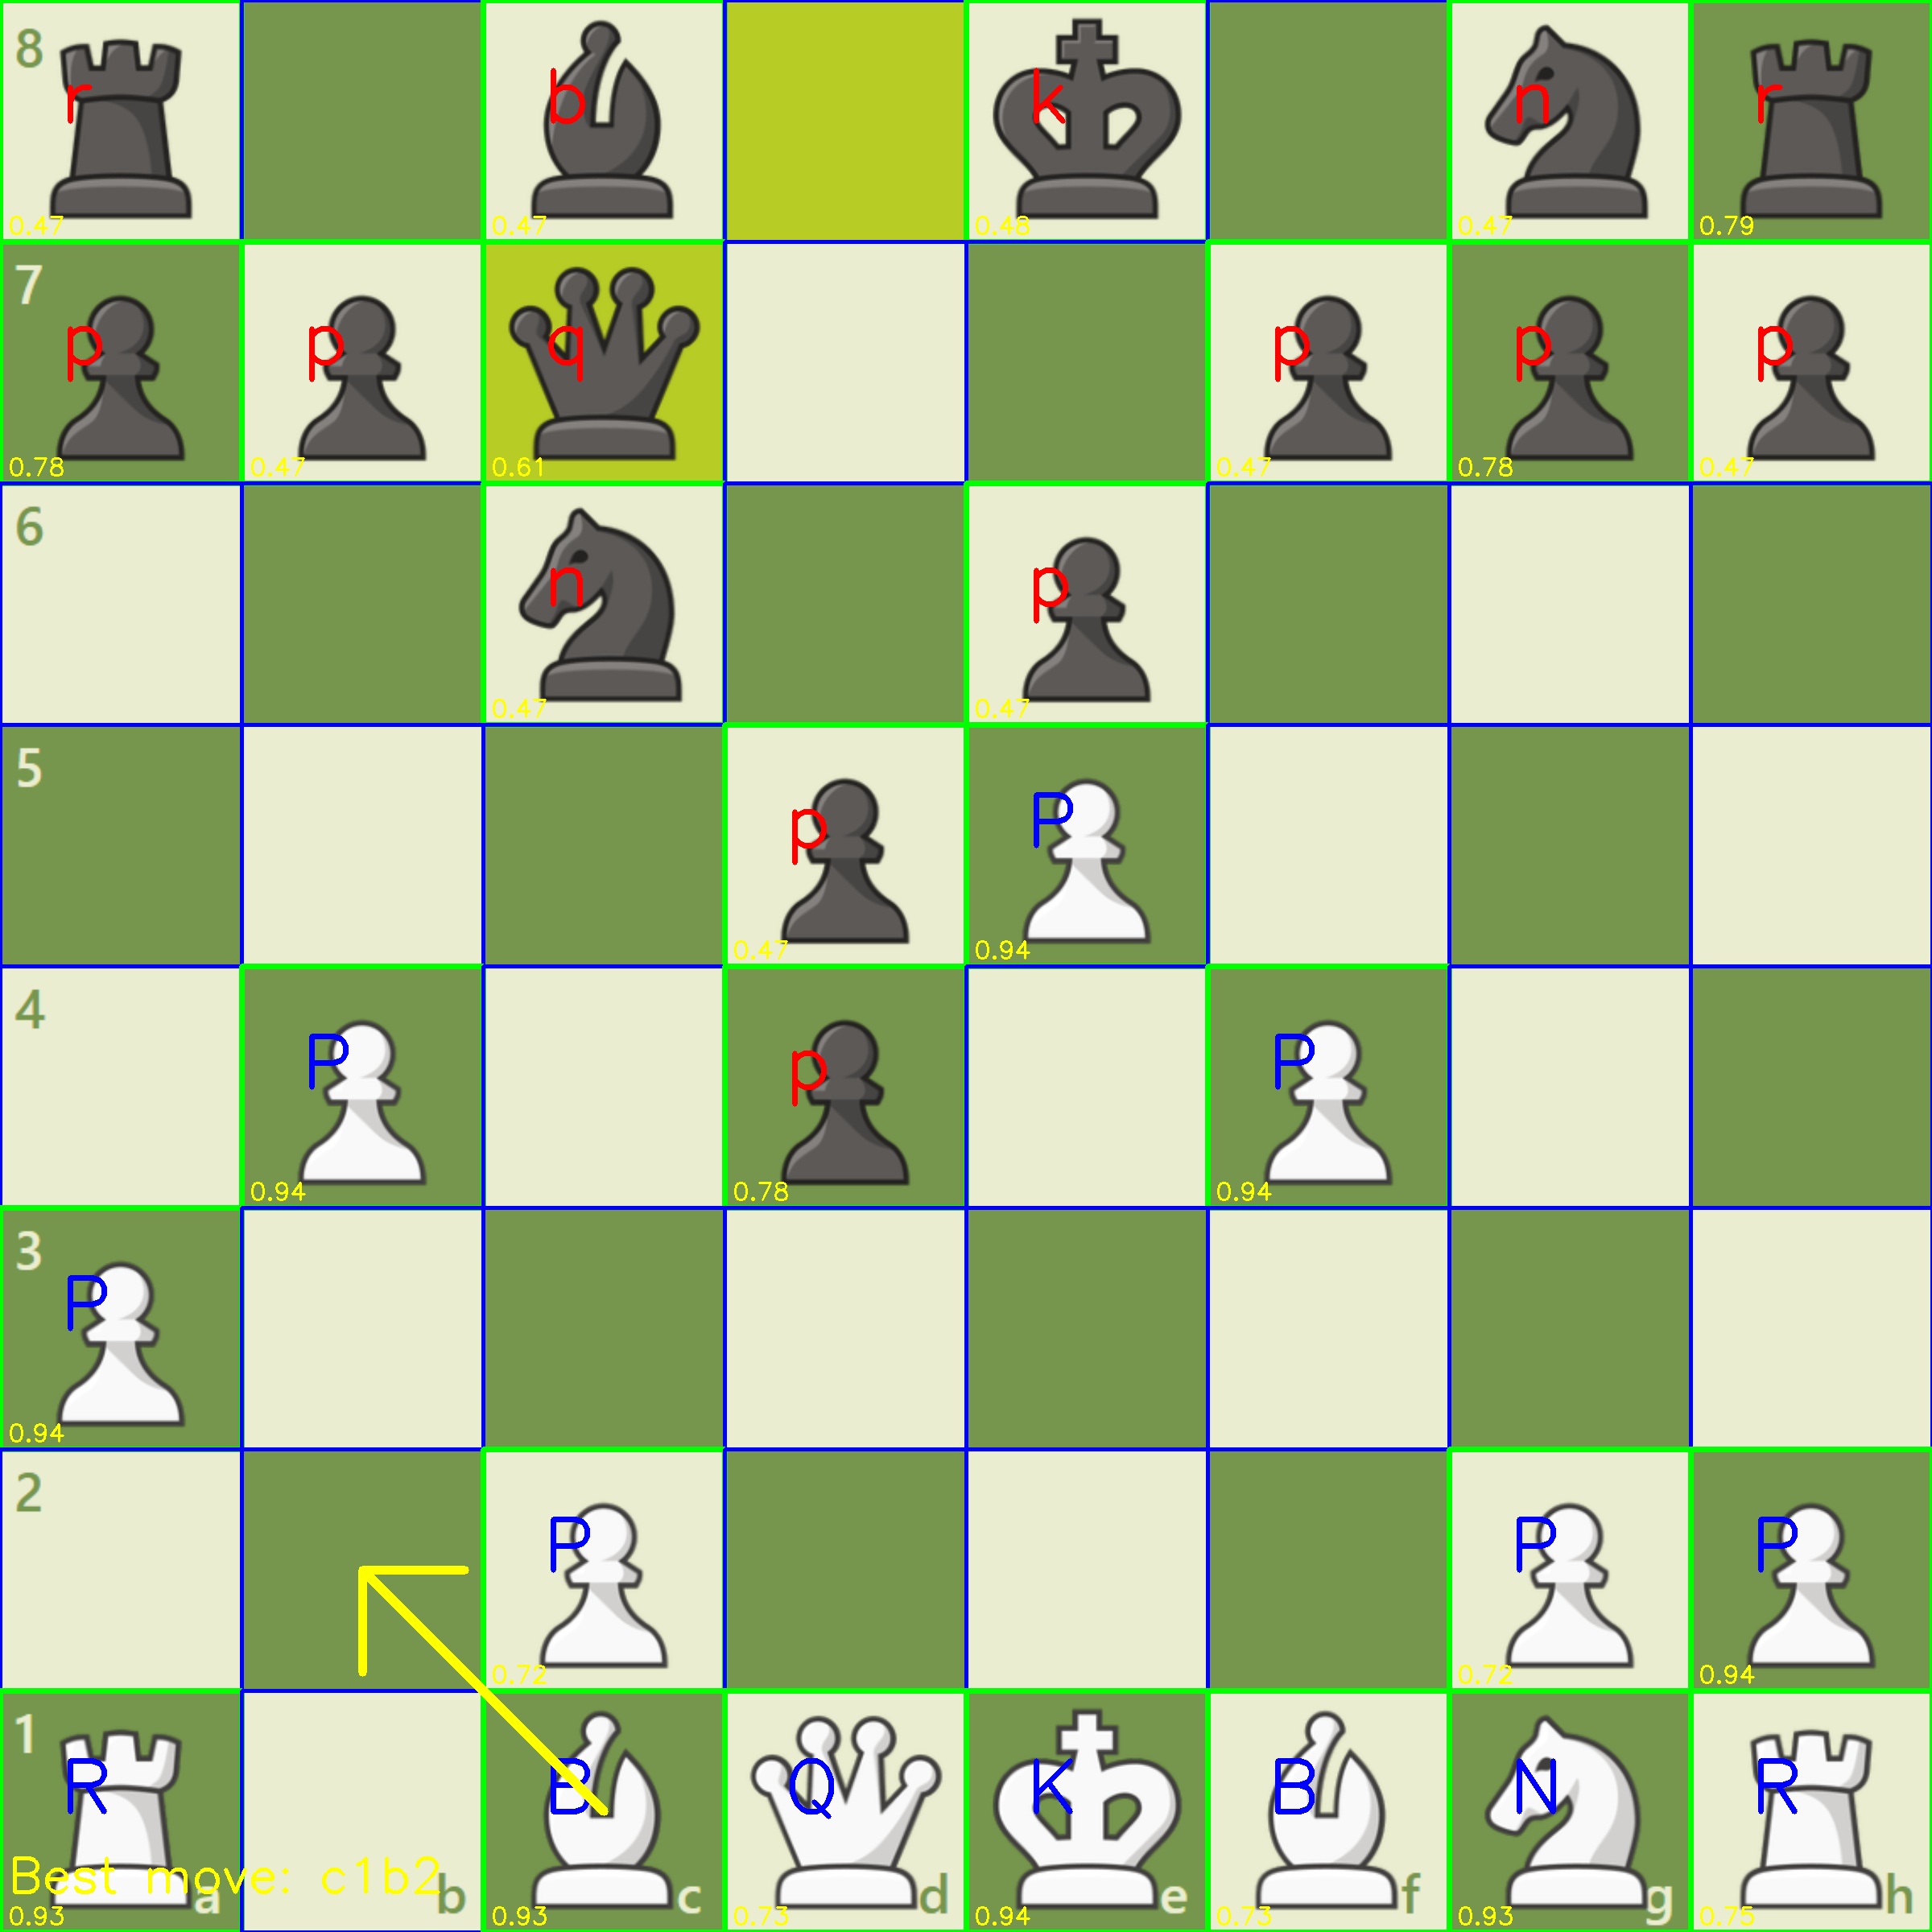 8 r b k n r
0.47 0.47 0.48 0.47 0.79
7 p p q p p p
0.78 0.47 0.61 0.47 0.78 0.47
6 n p
0.47 0.47
5 p P
0.47 0.94
4 P p P
0.94 0.78 0.94
3 P
0.94
2 P P P
0.72 0.72 0.94
1 R B Q K B N R
Best move: c1b2
a b c d e f g h
0.93 0.93 0.73 0.94 0.73 0.93 0.75